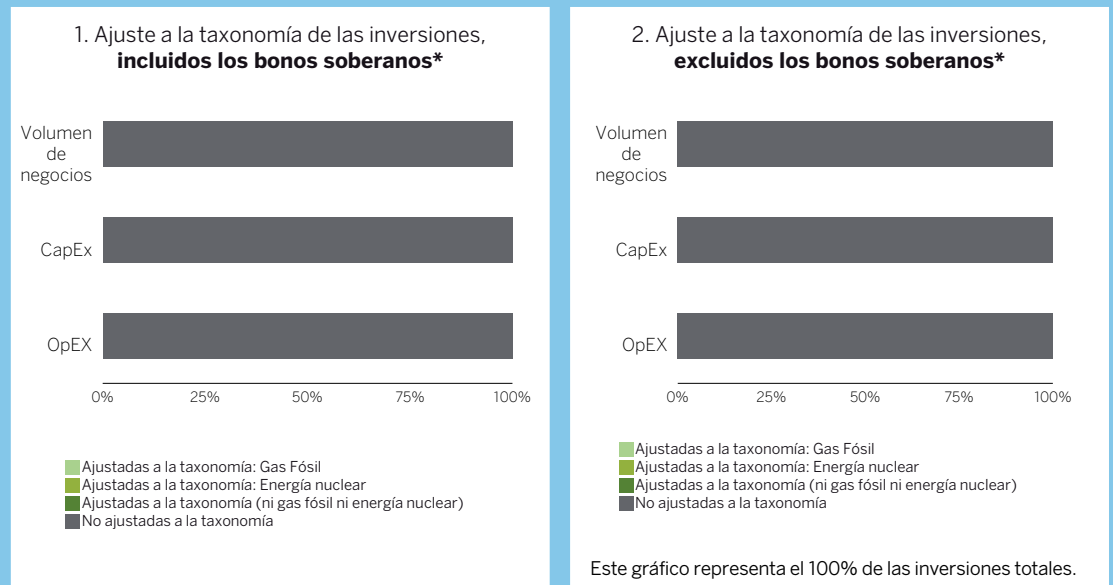 1. Ajuste a la taxonomía de las inversiones,
incluidos los bonos soberanos*
Volumen
de
negocios
CapEx
OpEX
0% 25% 50% 75% 100%
Ajustadas a la taxonomía: Gas Fósil
Ajustadas a la taxonomía: Energía nuclear
Ajustadas a la taxonomía (ni gas fósil ni energía nuclear)
No ajustadas a la taxonomía
2. Ajuste a la taxonomía de las inversiones,
excluidos los bonos soberanos*
Volumen
de
negocios
CapEx
OpEX
0% 25% 50% 75% 100%
Ajustadas a la taxonomía: Gas Fósil
Ajustadas a la taxonomía: Energía nuclear
Ajustadas a la taxonomía (ni gas fósil ni energía nuclear)
No ajustadas a la taxonomía
Este gráfico representa el 100% de las inversiones totales.